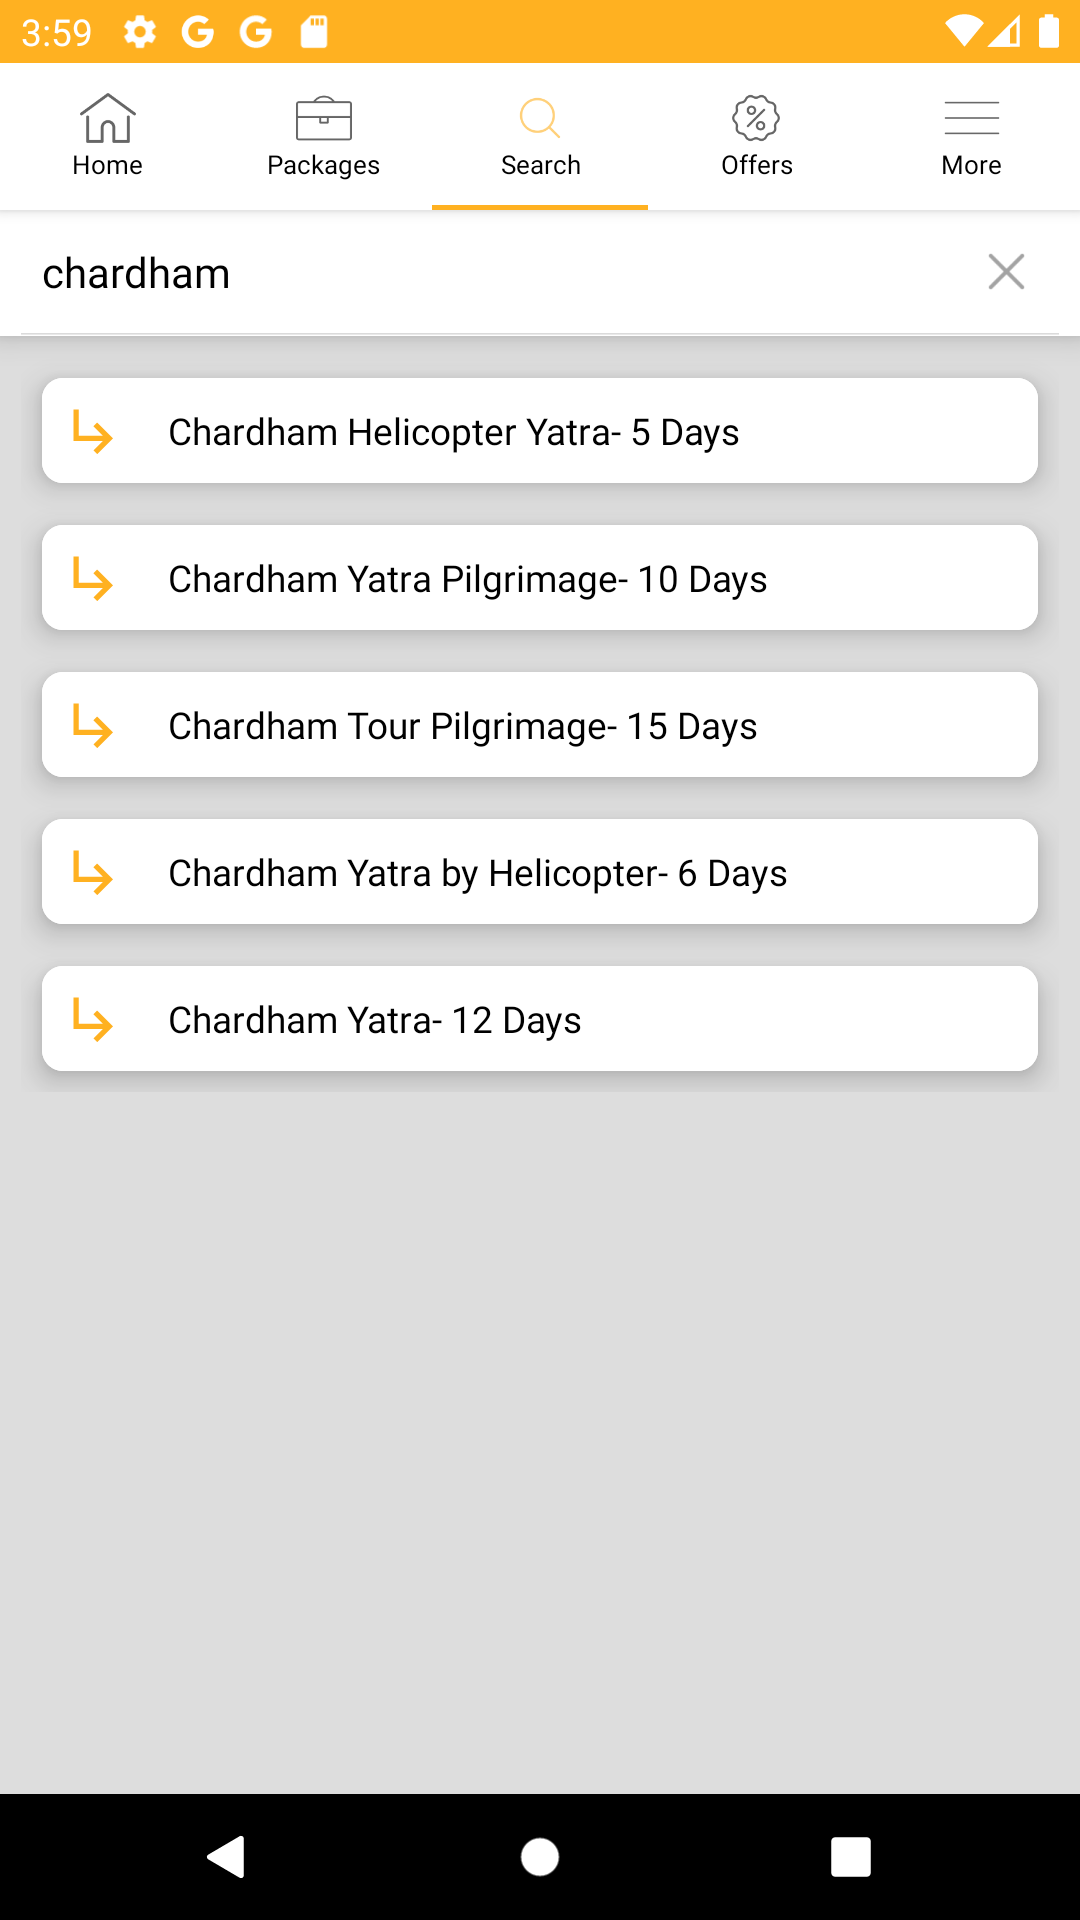 3:59
Home
Packages
Search
Offers
More
chardham
Chardham Helicopter Yatra- 5 Days
Chardham Yatra Pilgrimage- 10 Days
Chardham Tour Pilgrimage- 15 Days
Chardham Yatra by Helicopter- 6 Days
Chardham Yatra- 12 Days